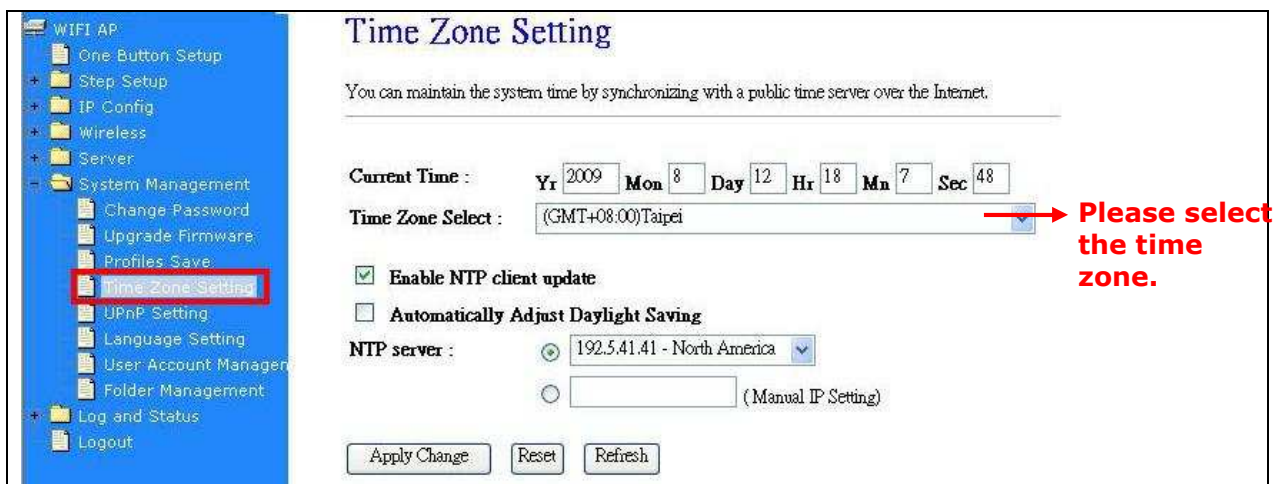 WIFI AP
One Button Setup
Step Setup
IP Config
Wireless
Server
System Management
Change Password
Upgrade Firmware
Profiles Save
Time Zone Setting
UPnP Setting
Language Setting
User Account Managen
Folder Management
Log and Status
Logout
Time Zone Setting
You can maintain the system time by synchronizing with a public time server over the Internet.
Current Time : Yr 2009 Mon 8 Day 12 Hr 18 Mn 7 Sec 48
Time Zone Select : (GMT+08:00)Taipei
Please select
the time
zone.
Enable NTP client update
Automatically Adjust Daylight Saving
NTP server : 192.5.41.41 - North America
( Manual IP Setting)
Apply Change Reset Refresh